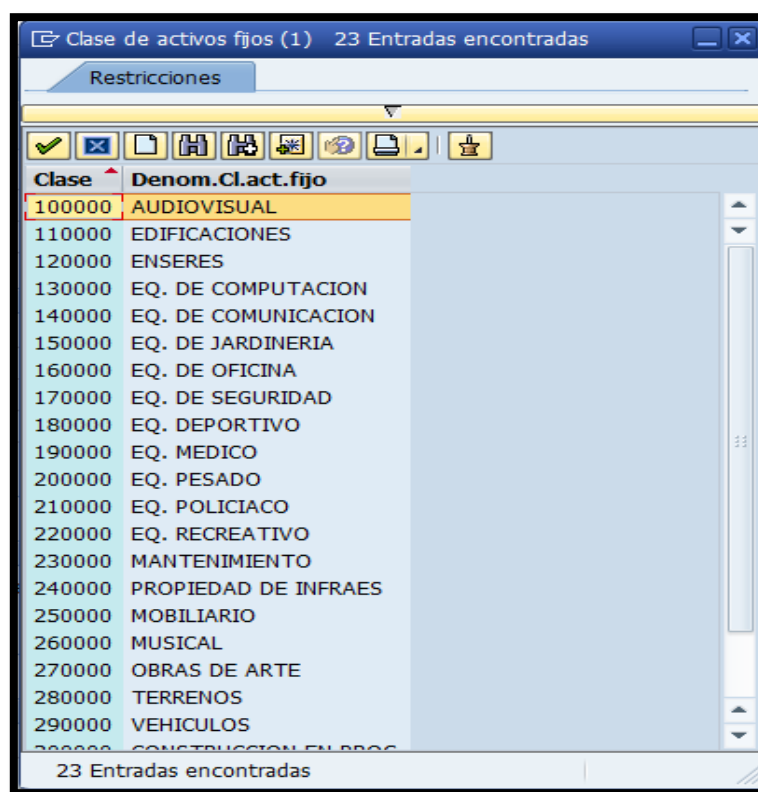 Clase de activos fijos (1) 23 Entradas encontradas
Restricciones
Clase Denom.Cl.act.fijo
100000 AUDIOVISUAL
110000 EDIFICACIONES
120000 ENSERES
130000 EQ. DE COMPUTACION
140000 EQ. DE COMUNICACION
150000 EQ. DE JARDINERIA
160000 EQ. DE OFICINA
170000 EQ. DE SEGURIDAD
180000 EQ. DEPORTIVO
190000 EQ. MEDICO
200000 EQ. PESADO
210000 EQ. POLICIACO
220000 EQ. RECREATIVO
230000 MANTENIMIENTO
240000 PROPIEDAD DE INFRAES
250000 MOBILIARIO
260000 MUSICAL
270000 OBRAS DE ARTE
280000 TERRENOS
290000 VEHICULOS
CONSTRUCCION EN PROC
23 Entradas encontradas